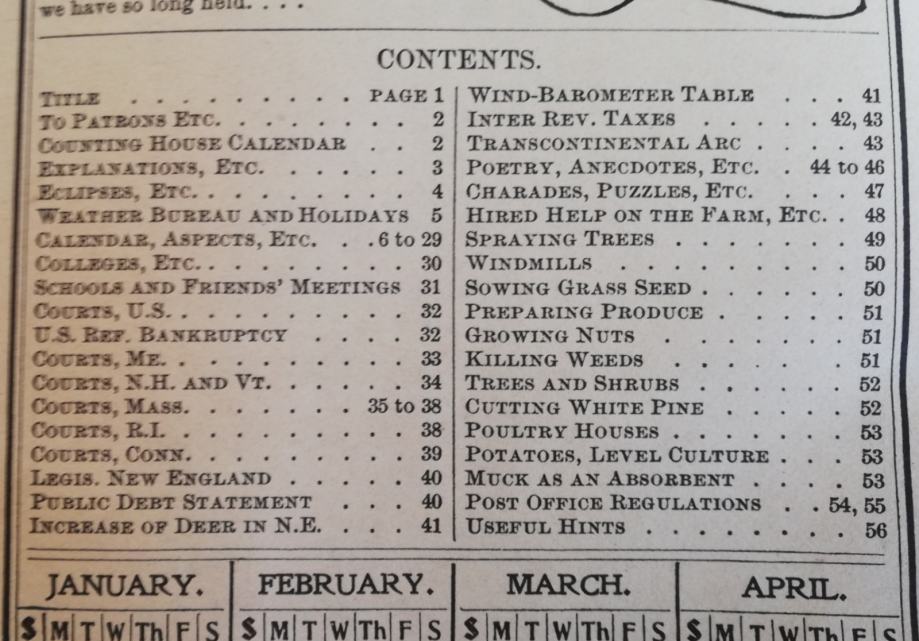 we have so long held. . . .
CONTENTS.
TITLE . . . . . . . . . . PAGE 1
TO PATRONS ETC. . . . . . . . . 2
COUNTING HOUSE CALENDAR . . 2
EXPLANATIONS, ETC. . . . . . . 3
ECLIPSES, ETC. . . . . . . . . 4
WEATHER BUREAU AND HOLIDAYS 5
CALENDAR, ASPECTS, ETC. . . 6 to 29
COLLEGES, ETC. . . . . . . . . 30
SCHOOLS AND FRIENDS' MEETINGS 31
COURTS, U.S. . . . . . . . . . 32
U.S. REF. BANKRUPTCY . . . . . 32
COURTS, ME. . . . . . . . . . 33
COURTS, N.H. AND VT. . . . . . 34
COURTS, MASS. . . . . . . 35 to 38
COURTS, R.I. . . . . . . . . . 38
COURTS, CONN. . . . . . . . . 39
LEGIS. NEW ENGLAND . . . . . 40
PUBLIC DEBT STATEMENT . . . 40
INCREASE OF DEER IN N.E. . . . 41
WIND-BAROMETER TABLE . . . 41
INTER REV. TAXES . . . . . 42, 43
TRANSCONTINENTAL ARC . . . . 43
POETRY, ANECDOTES, ETC. . 44 to 46
CHARADES, PUZZLES, ETC. . . . 47
HIRED HELP ON THE FARM, ETC. . 48
SPRAYING TREES . . . . . . . 49
WINDMILLS . . . . . . . . . 50
SOWING GRASS SEED . . . . . . 50
PREPARING PRODUCE . . . . . 51
GROWING NUTS . . . . . . . 51
KILLING WEEDS . . . . . . . 51
TREES AND SHRUBS . . . . . . 52
CUTTING WHITE PINE . . . . . 52
POULTRY HOUSES . . . . . . . 53
POTATOES, LEVEL CULTURE . . . 53
MUCK AS AN ABSORBENT . . . . 53
POST OFFICE REGULATIONS . . 54, 55
USEFUL HINTS . . . . . . . . 56
JANUARY. FEBRUARY. MARCH. APRIL.
S M T W Th F S S M T W Th F S S M T W Th F S S M T W Th F S